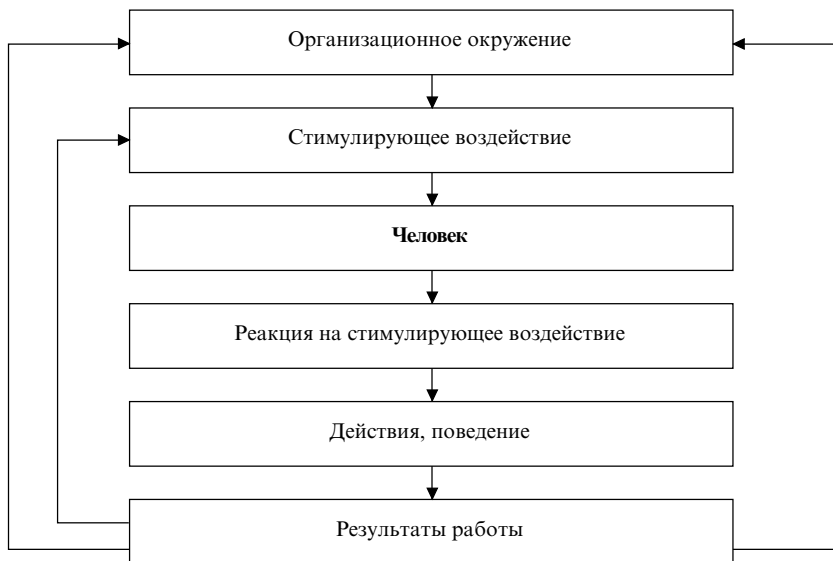 Организационное окружение
Стимулирующее воздействие
Человек
Реакция на стимулирующее воздействие
Действия, поведение
Результаты работы